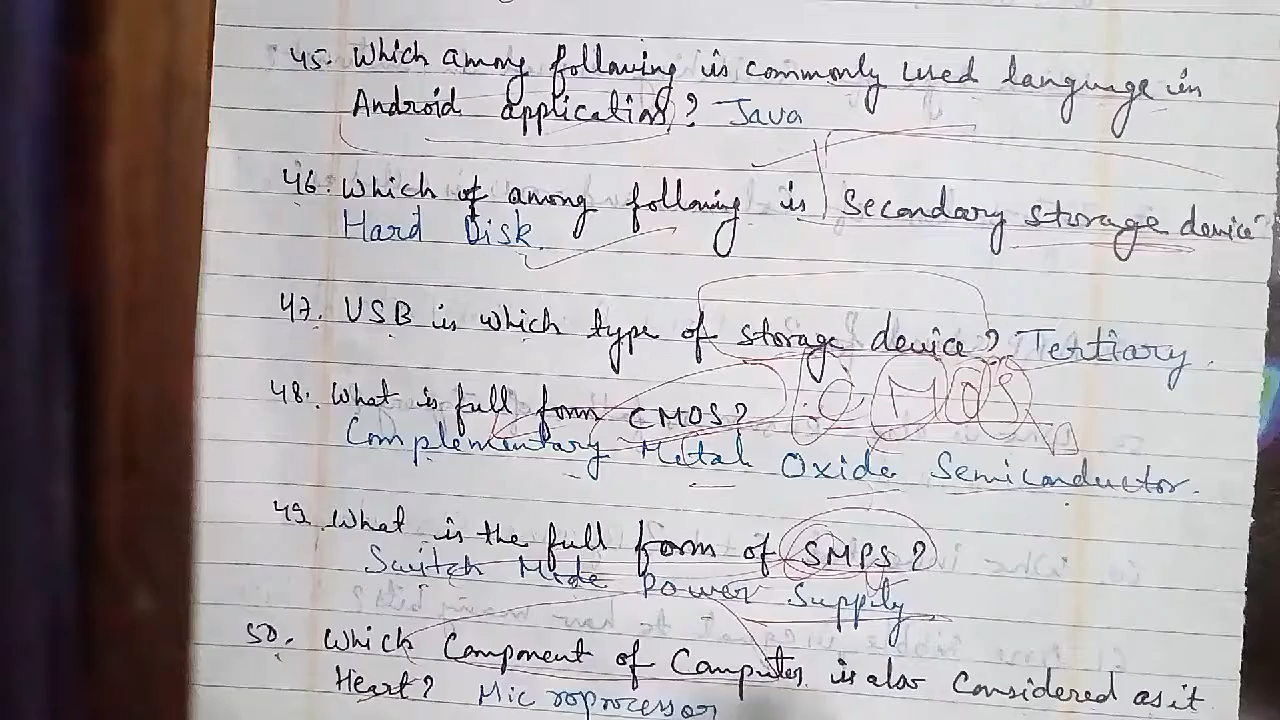 45. Which among following is commonly used language in
Android application? Java
46. Which of among following is Secondary storage device?
Hard Disk.
47. USB is which type of storage device? Tertiary.
48. What is full form CMOS? i.e MOS
Complementary Metal Oxide Semiconductor.
49. What is the full form of SMPS?
Switch Mode Power Supply
50. Which Component of Computer is also Considered as it
Heart? Microprocessor